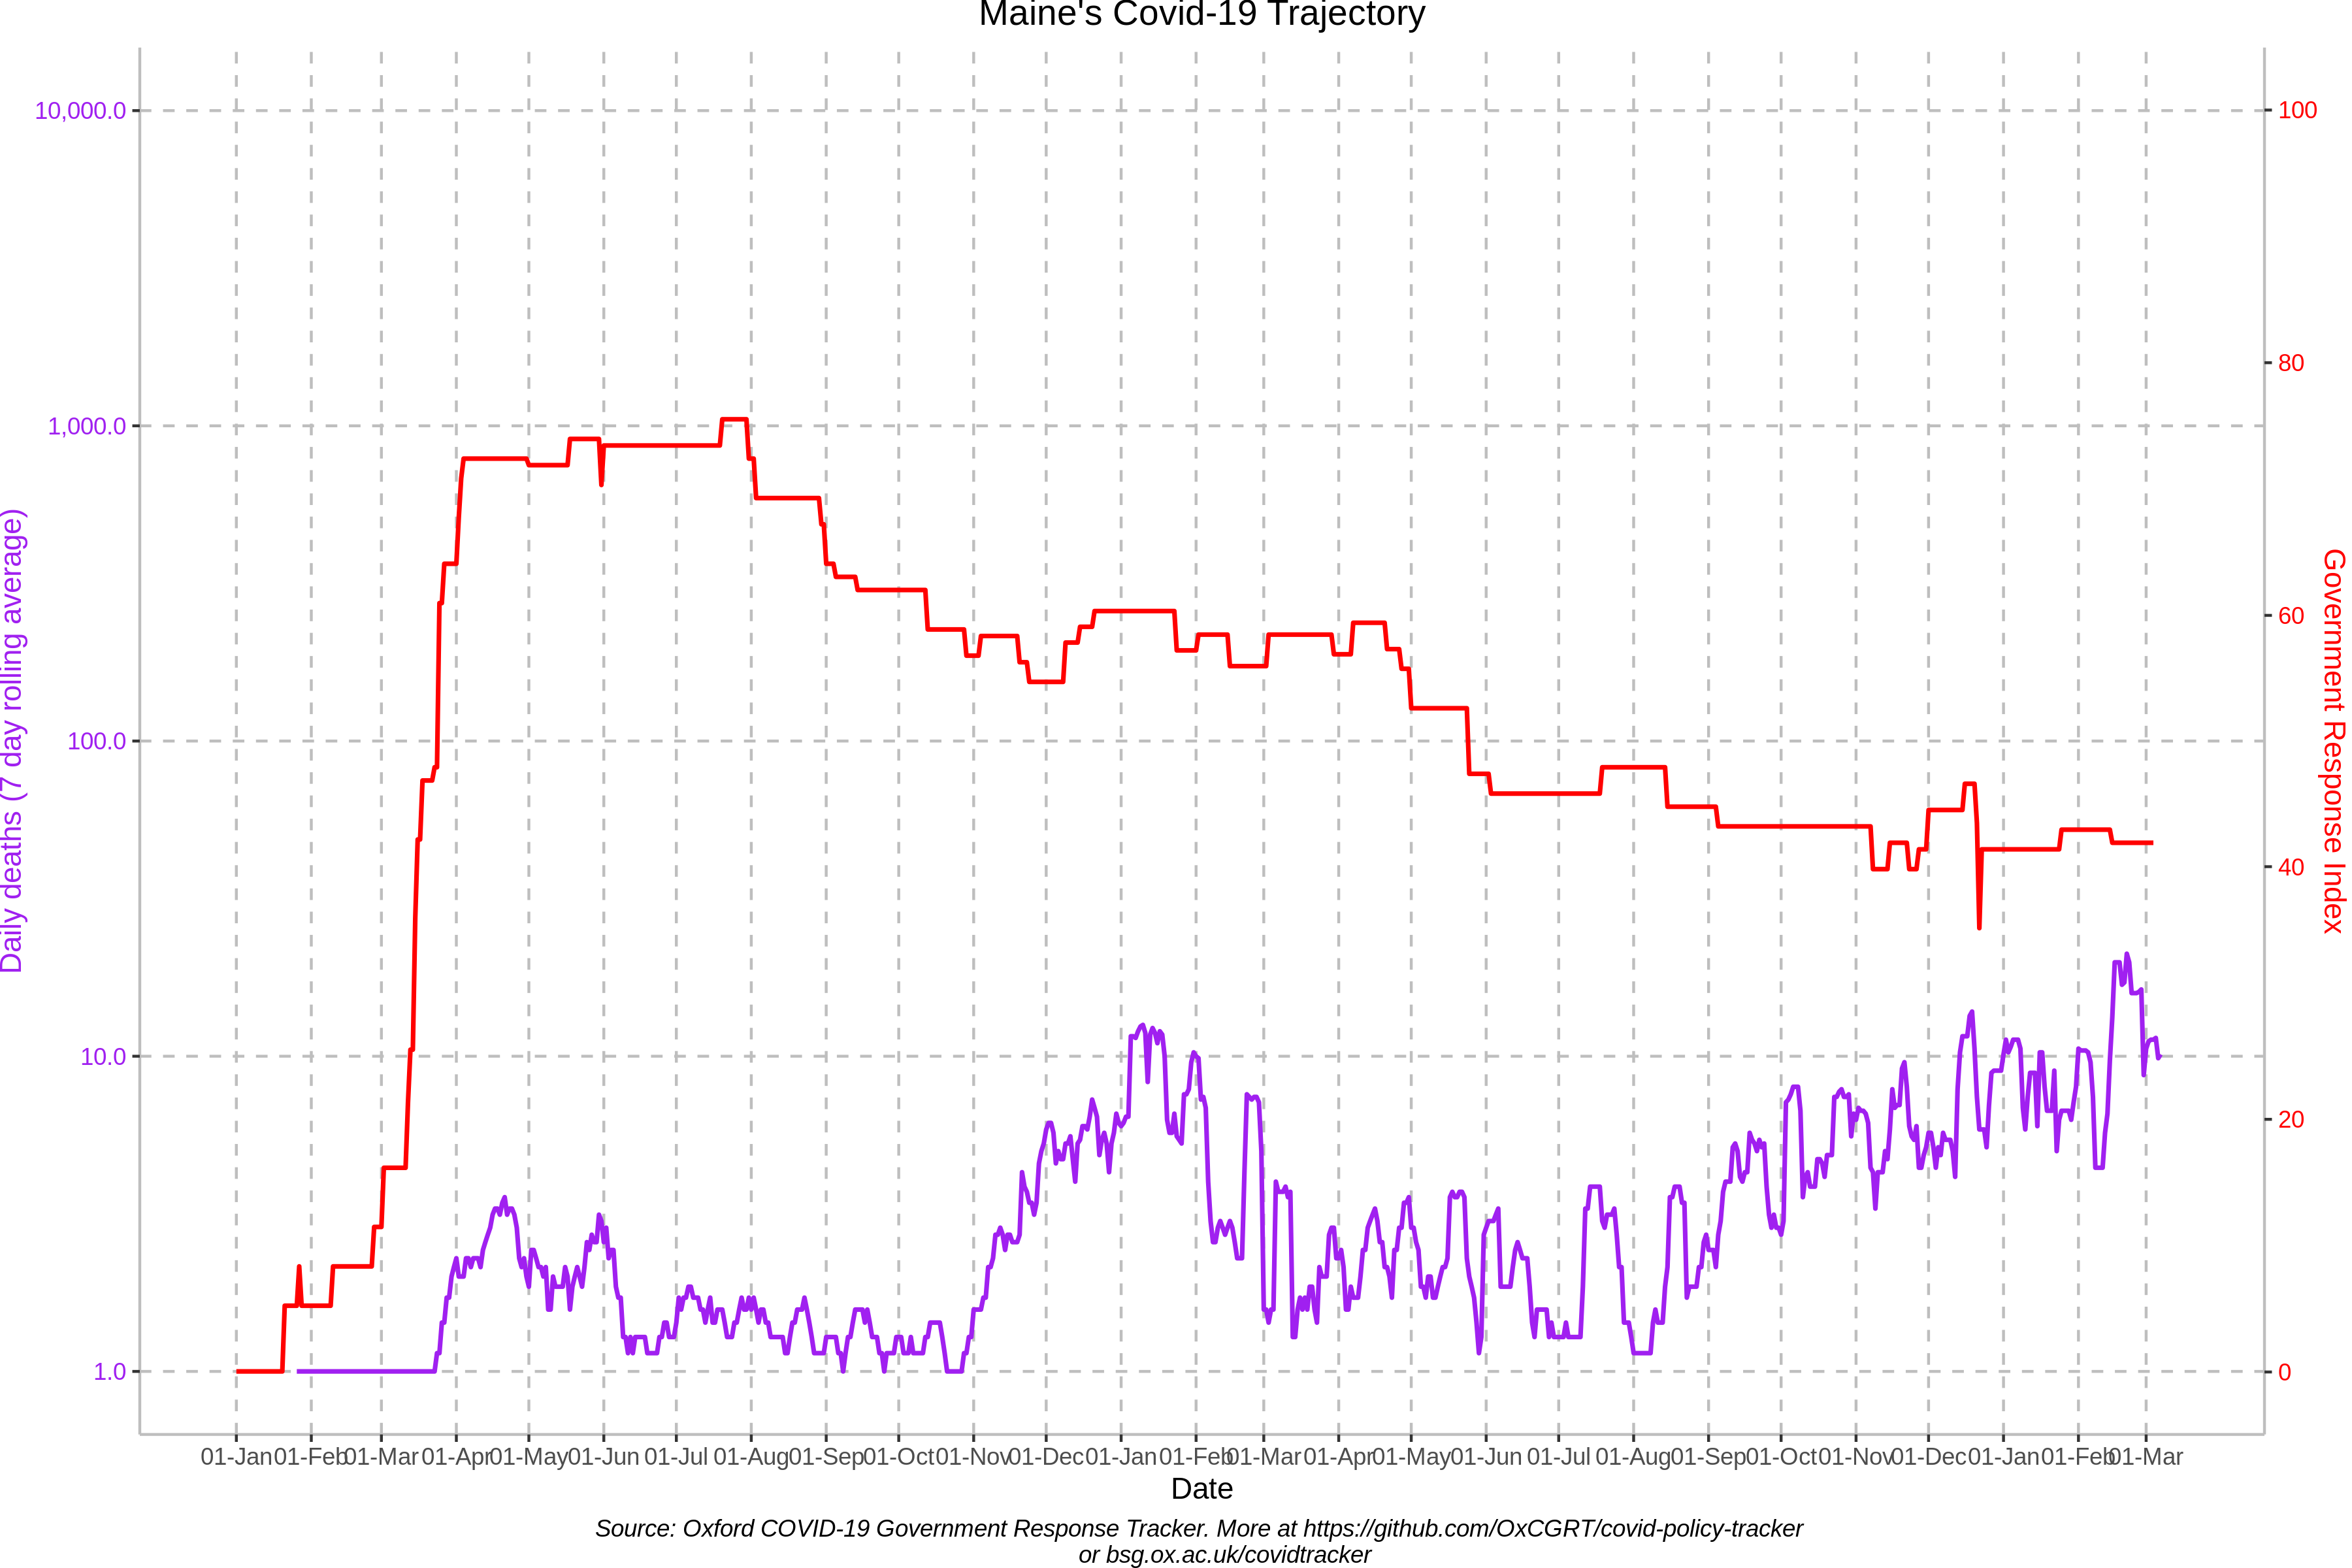 Maine's Covid-19 Trajectory
10,000.0
1,000.0
100.0
10.0
1.0
Daily deaths (7 day rolling average)
100
80
60
40
20
0
Government Response Index
01-Jan 01-Feb 01-Mar 01-Apr 01-May 01-Jun 01-Jul 01-Aug 01-Sep 01-Oct 01-Nov 01-Dec 01-Jan 01-Feb 01-Mar 01-Apr 01-May 01-Jun 01-Jul 01-Aug 01-Sep 01-Oct 01-Nov 01-Dec 01-Jan 01-Feb 01-Mar
Date
Source: Oxford COVID-19 Government Response Tracker. More at https://github.com/OxCGRT/covid-policy-tracker
or bsg.ox.ac.uk/covidtracker